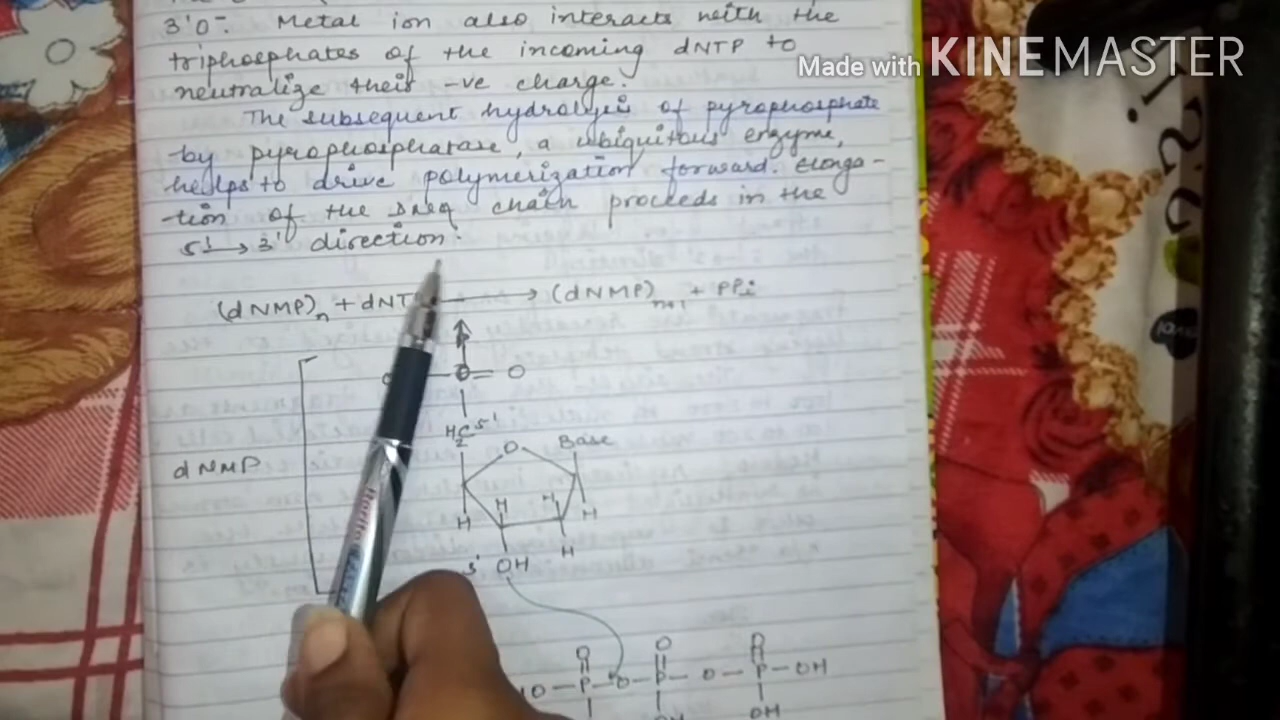 3'O⁻. Metal ion also interacts with the
triphosphates of the incoming dNTP to
neutralize their -ve charge.
The subsequent hydrolysis of pyrophosphate
by pyrophosphatase, a ubiquitous enzyme,
helps to drive polymerization forward. Elonga-
-tion of the DNA chain proceeds in the
5' → 3' direction.
(dNMP)n + dNT → (dNMP)n+1 + PPi
= O
H2C 5'
O Base
dNMP
H H
H H
H
3' OH
O O O
HO - P - O - P - O - P - OH
OH OH
Made with KINEMASTER